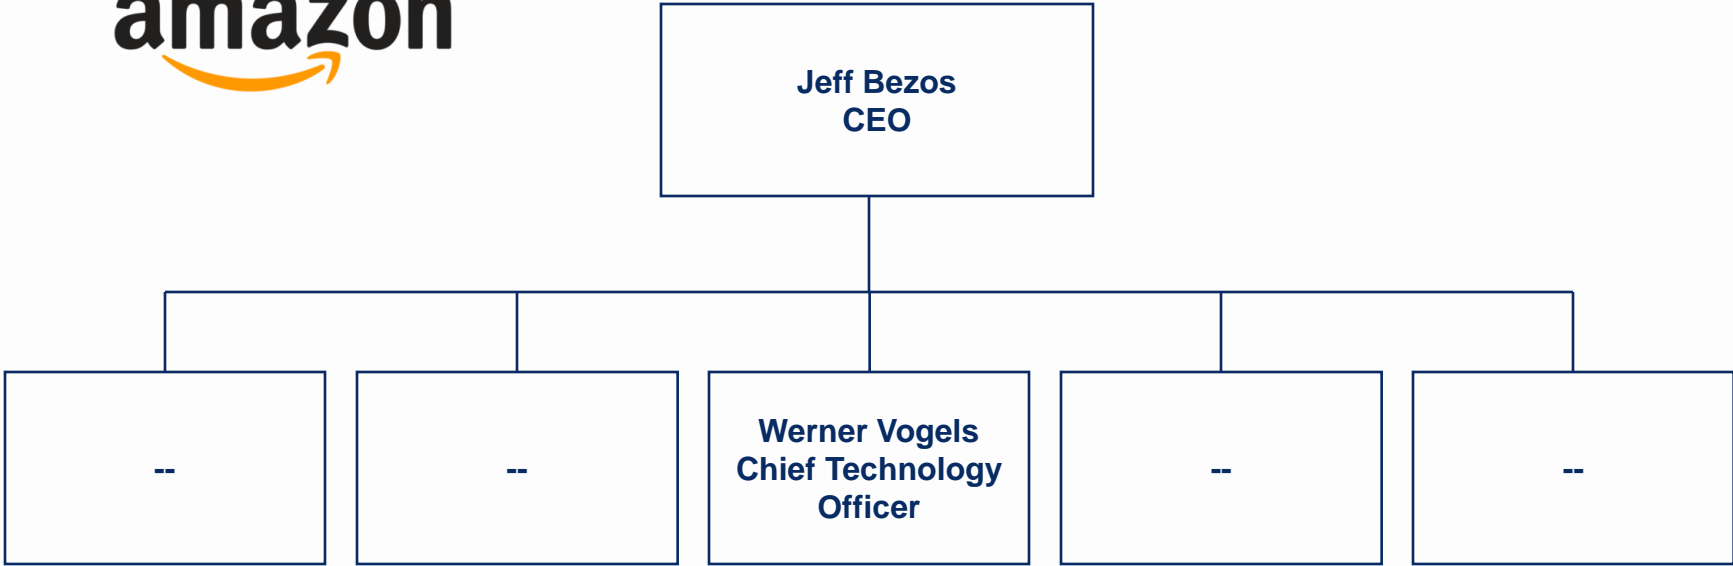 amazon
Jeff Bezos
CEO
--
--
Werner Vogels
Chief Technology
Officer
--
--